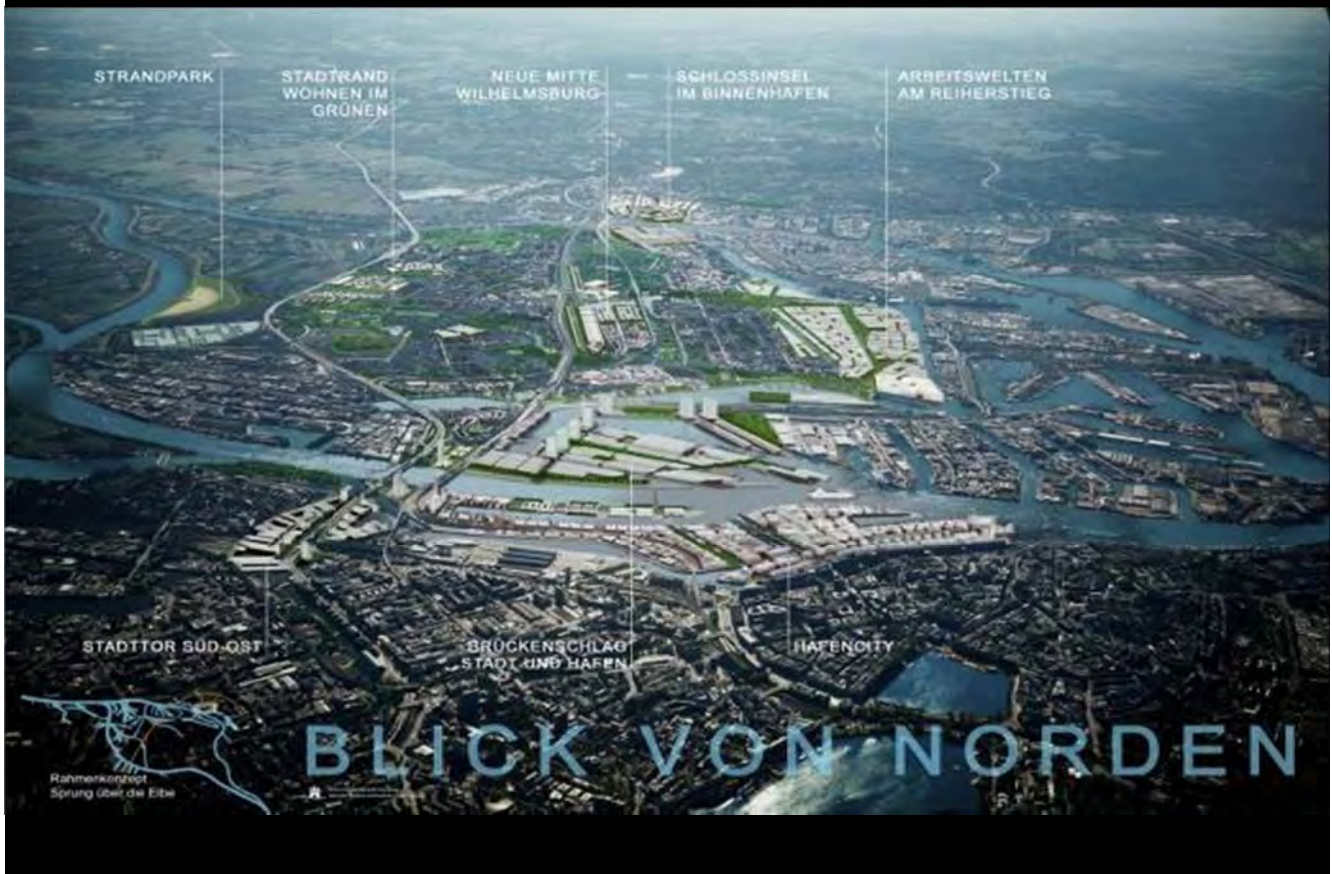 STRANDPARK
STADTRAND
WOHNEN IM
GRÜNEN
NEUE MITTE
WILHELMSBURG
SCHLOSSINSEL
IM BINNENHAFEN
ARBEITSWELTEN
AM REIHERSTIEG
STADTTOR SÜD-OST
BRÜCKENSCHLAG
STADT UND HAFEN
HAFENCITY
BLICK VON NORDEN
Rahmenkonzept
Sprung über die Elbe